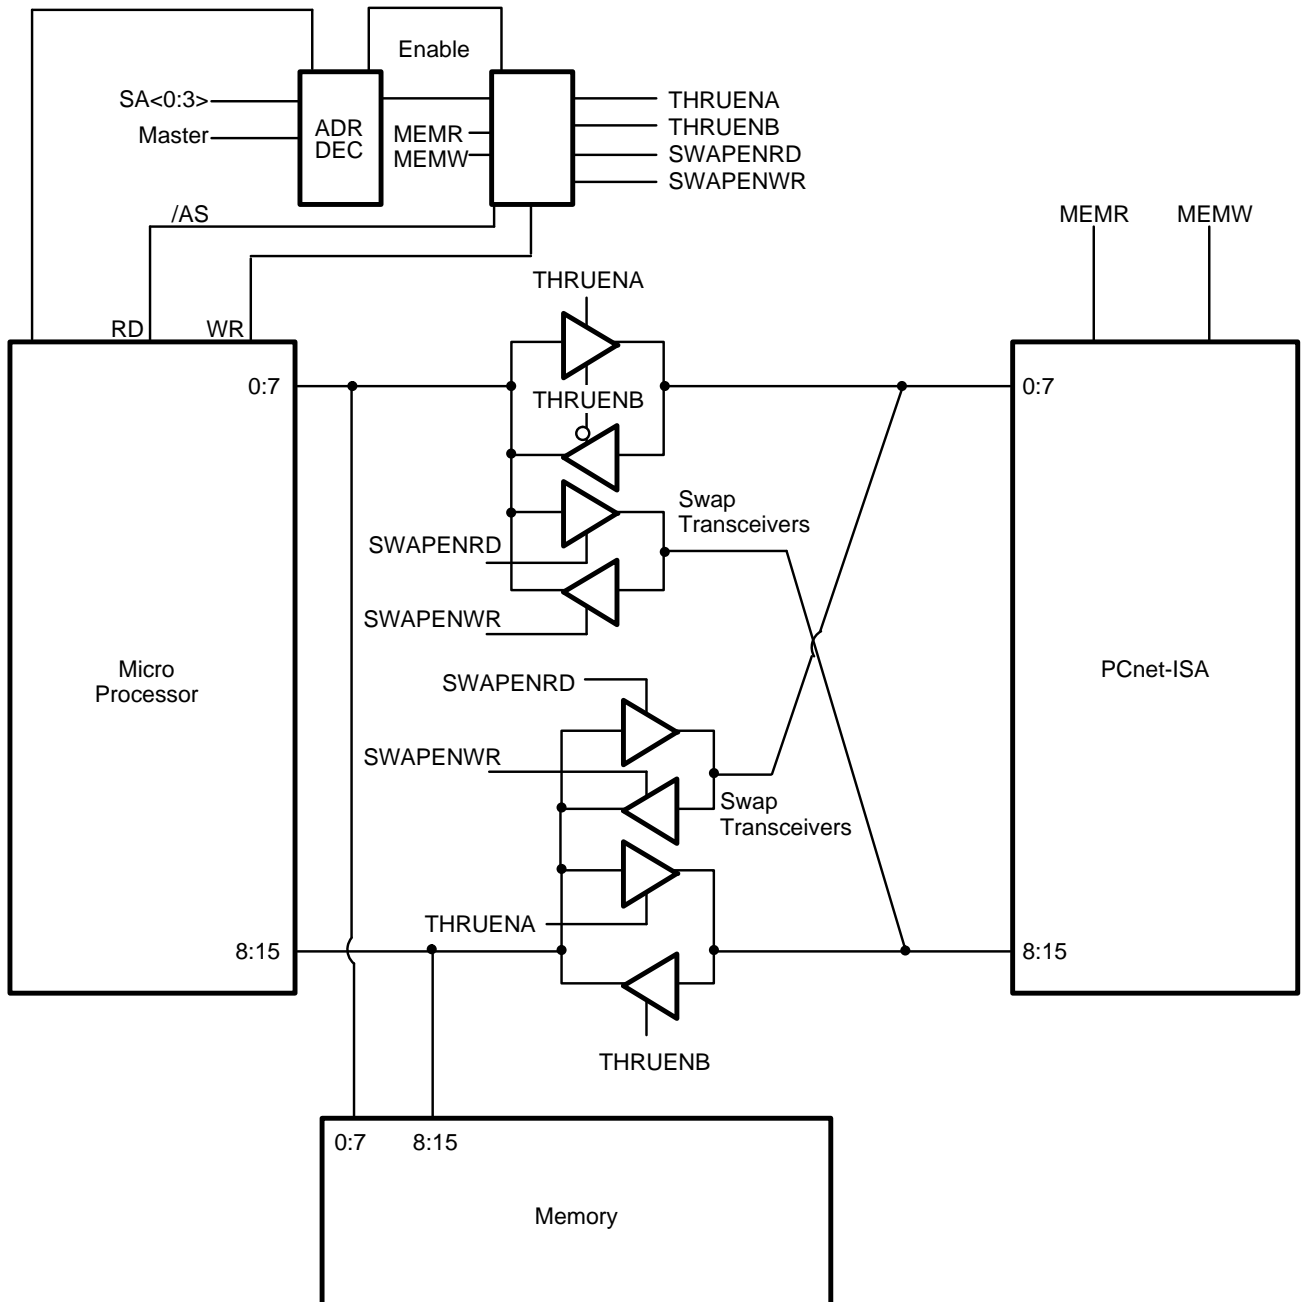 Enable
SA<0:3>
Master
ADR
DEC
MEMR
MEMW
THRUENA
THRUENB
SWAPENRD
SWAPENWR
/AS
MEMR
MEMW
RD
WR
THRUENA
0:7
THRUENB
0:7
Swap
Transceivers
SWAPENRD
SWAPENWR
Micro
Processor
PCnet-ISA
SWAPENRD
SWAPENWR
Swap
Transceivers
THRUENA
8:15
8:15
THRUENB
0:7
8:15
Memory